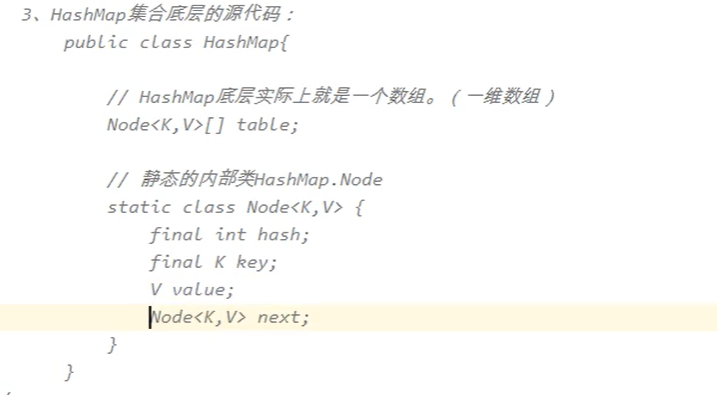 3、HashMap集合底层的源代码：
public class HashMap{
// HashMap底层实际上就是一个数组。（一维数组）
Node<K,V>[] table;
// 静态的内部类HashMap.Node
static class Node<K,V> {
final int hash;
final K key;
V value;
Node<K,V> next;
}
}